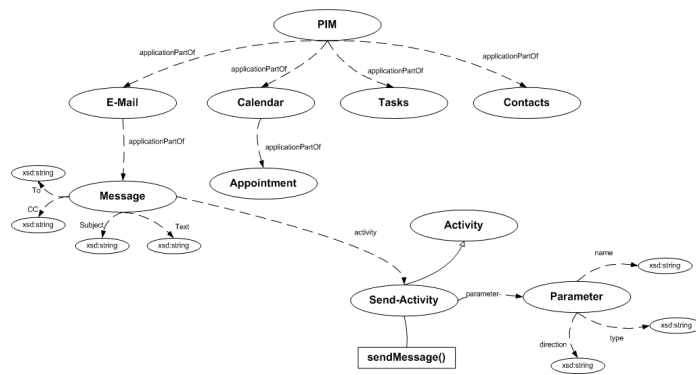 PIM
applicationPartOf
applicationPartOf
applicationPartOf
applicationPartOf
E-Mail
Calendar
Tasks
Contacts
applicationPartOf
applicationPartOf
xsd:string
To
Message
Appointment
CC
xsd:string
Subject
Text
xsd:string
xsd:string
activity
Activity
name
xsd:string
Send-Activity
parameter-
Parameter
xsd:string
type
direction
sendMessage()
xsd:string